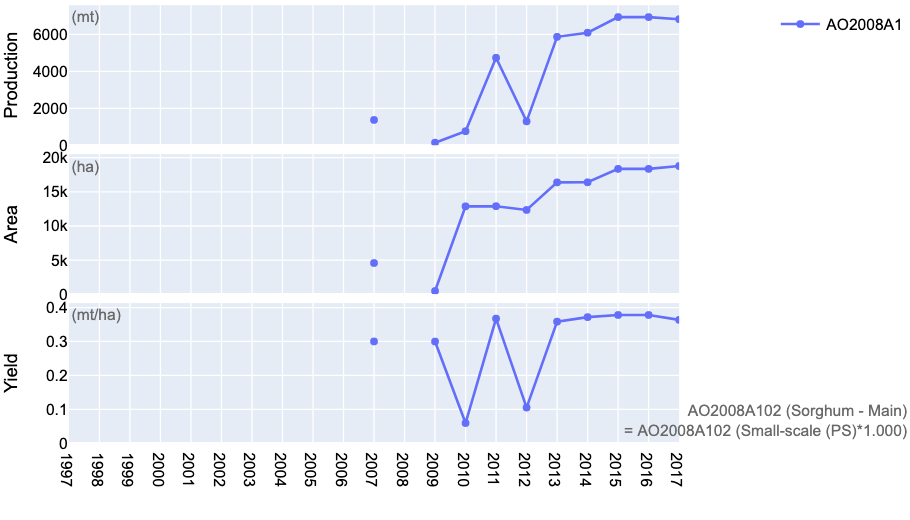 (mt)
AO2008A1
Production
6000
4000
2000
0
(ha)
Area
20k
15k
10k
5k
0
(mt/ha)
Yield
0.4
0.3
0.2
0.1
0
AO2008A102 (Sorghum - Main)
= AO2008A102 (Small-scale (PS)*1.000)
1997 1998 1999 2000 2001 2002 2003 2004 2005 2006 2007 2008 2009 2010 2011 2012 2013 2014 2015 2016 2017